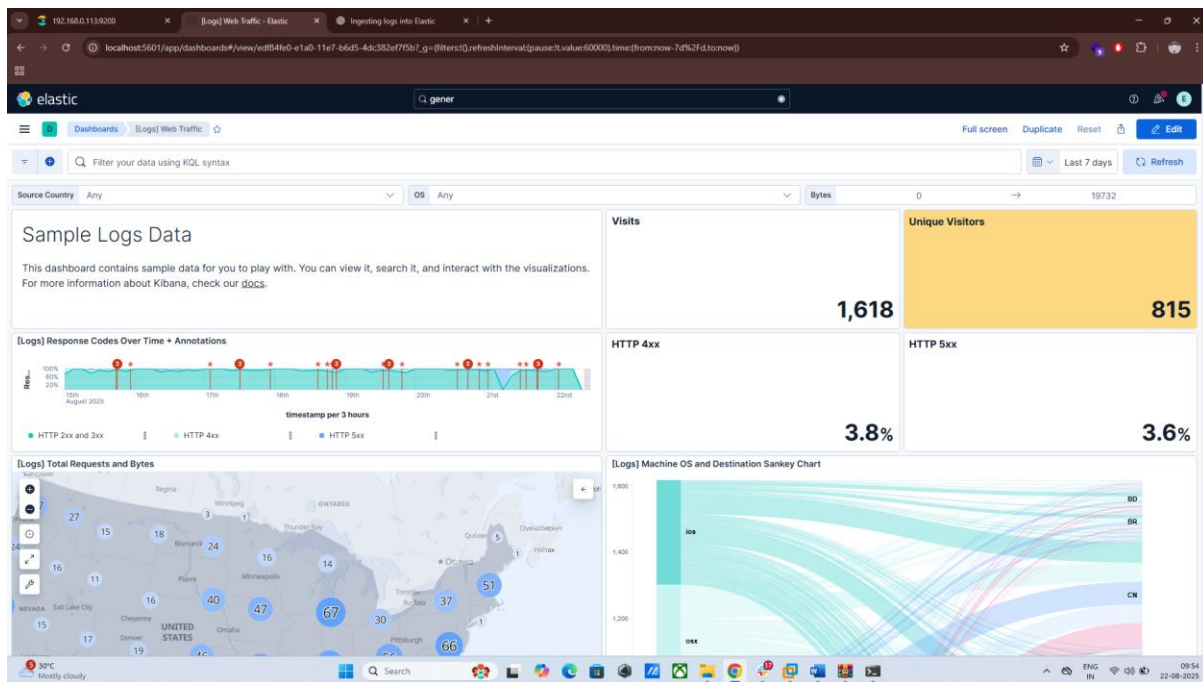 192.168.0.113:9200
[Logs] Web Traffic - Elastic
Ingesting logs into Elastic
localhost:5601/app/dashboards#/view/edf84fe0-e1a0-11e7-b6d5-4dc382ef7f5b?_g=(filters:!(),refreshInterval:(pause:!t,value:60000),time:(from:now-7d%2Fd,to:now))
elastic
gener
E
D
Dashboards
[Logs] Web Traffic
Full screen
Duplicate
Reset
Edit
Filter your data using KQL syntax
Last 7 days
Refresh
Source Country Any
OS Any
Bytes 0 → 19732
Sample Logs Data
This dashboard contains sample data for you to play with. You can view it, search it, and interact with the visualizations.
For more information about Kibana, check our docs.
Visits
1,618
Unique Visitors
815
[Logs] Response Codes Over Time + Annotations
Res...
100%
60%
20%
15th
August 2025
16th
17th
18th
19th
20th
21st
22nd
timestamp per 3 hours
HTTP 2xx and 3xx
HTTP 4xx
HTTP 5xx
HTTP 4xx
3.8%
HTTP 5xx
3.6%
[Logs] Total Requests and Bytes
Vancouver
Regina
Winnipeg
ONTARIO
Thunder Bay
Quebec
Charlottetown
Halifax
Bismarck
Ottawa
Pierre
Minneapolis
Toronto
Buffalo
NEVADA
Salt Lake City
Cheyenne
UNITED
STATES
Omaha
Denver
Pittsburgh
27
15
18
3
1
24
16
14
5
1
16
11
16
40
47
67
30
37
51
15
17
19
66
1
[Logs] Machine OS and Destination Sankey Chart
1,600
1,400
1,200
ios
osx
BD
BR
CN
30°C
Mostly cloudy
Search
ENG
IN
09:54
22-08-2025